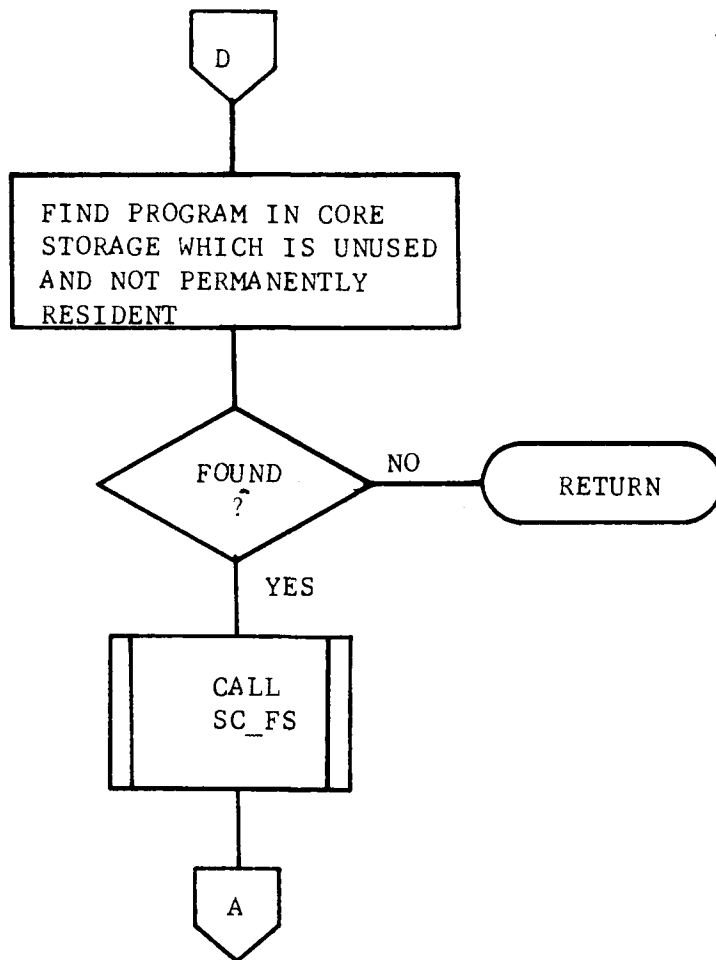 D
FIND PROGRAM IN CORE
STORAGE WHICH IS UNUSED
AND NOT PERMANENTLY
RESIDENT
FOUND
?
NO
RETURN
YES
CALL
SC_FS
A